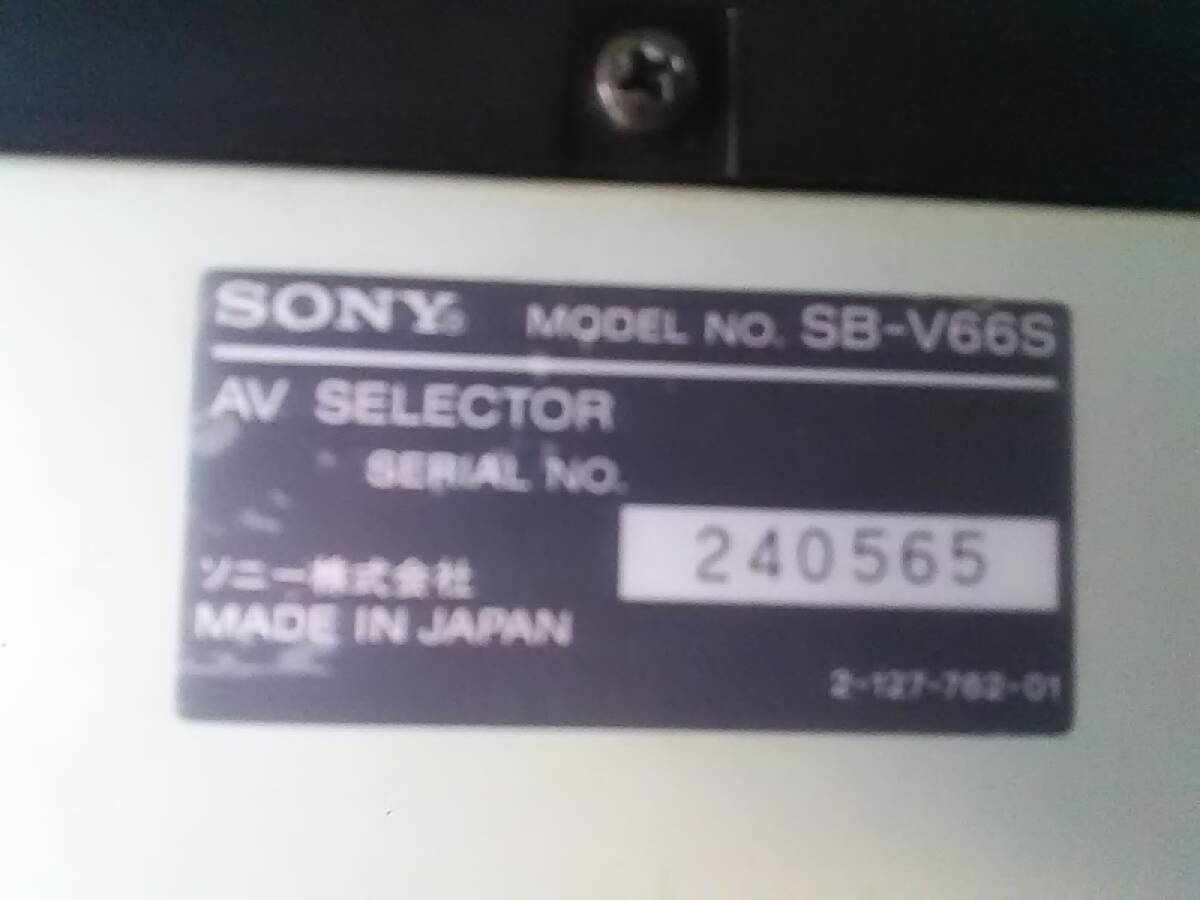 SONY® MODEL NO. SB-V66S
AV SELECTOR
SERIAL NO.
240565
ソニー株式会社
MADE IN JAPAN
2-127-762-01